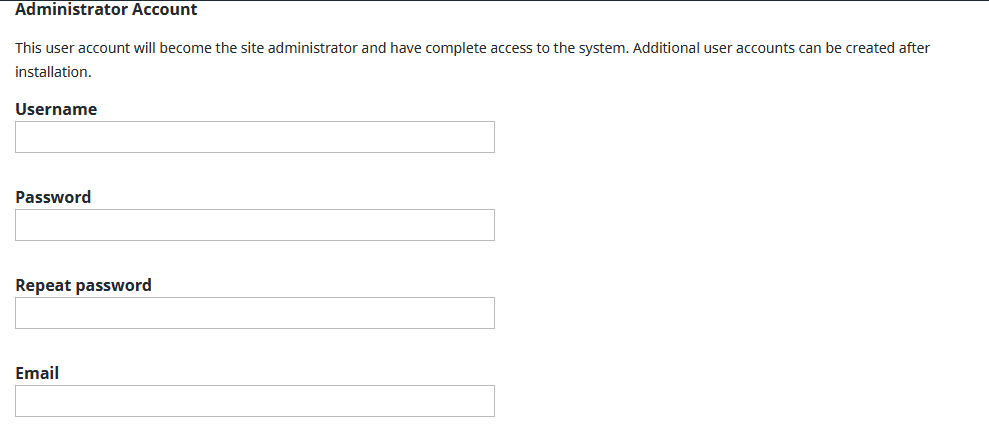 Administrator Account
This user account will become the site administrator and have complete access to the system. Additional user accounts can be created after
installation.
Username
Password
Repeat password
Email